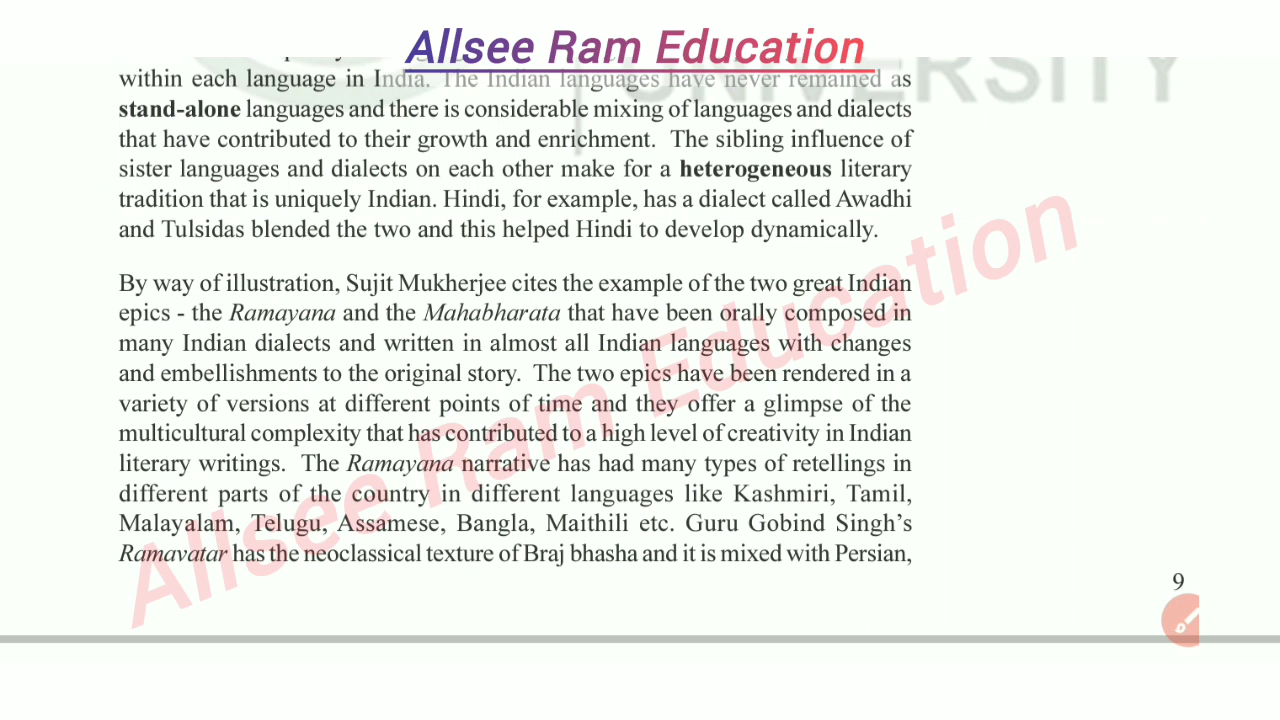 Allsee Ram Education
within each language in India. The Indian languages have never remained as
stand-alone languages and there is considerable mixing of languages and dialects
that have contributed to their growth and enrichment. The sibling influence of
sister languages and dialects on each other make for a heterogeneous literary
tradition that is uniquely Indian. Hindi, for example, has a dialect called Awadhi
and Tulsidas blended the two and this helped Hindi to develop dynamically.
By way of illustration, Sujit Mukherjee cites the example of the two great Indian
epics - the Ramayana and the Mahabharata that have been orally composed in
many Indian dialects and written in almost all Indian languages with changes
and embellishments to the original story. The two epics have been rendered in a
variety of versions at different points of time and they offer a glimpse of the
multicultural complexity that has contributed to a high level of creativity in Indian
literary writings. The Ramayana narrative has had many types of retellings in
different parts of the country in different languages like Kashmiri, Tamil,
Malayalam, Telugu, Assamese, Bangla, Maithili etc. Guru Gobind Singh's
Ramavatar has the neoclassical texture of Braj bhasha and it is mixed with Persian,
9
Allsee Ram Education